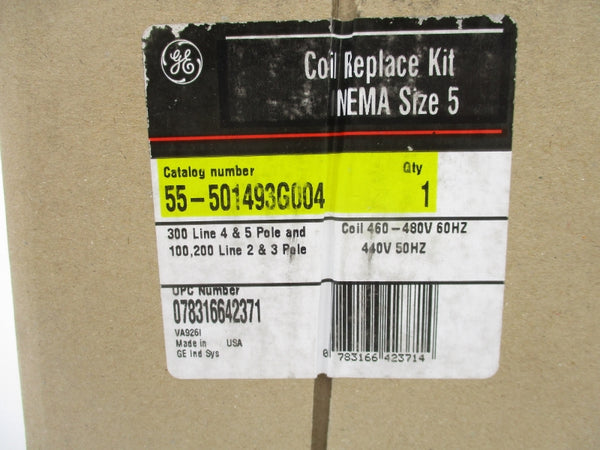 GE
Coil Replace Kit
NEMA Size 5
Catalog number Qty
55-501493G004 1
300 Line 4 & 5 Pole and
100,200 Line 2 & 3 Pole
Coil 460-480V 60HZ
440V 50HZ
UPC Number
078316642371
VA926I
Made in USA
GE Ind Sys
0 783166 423714